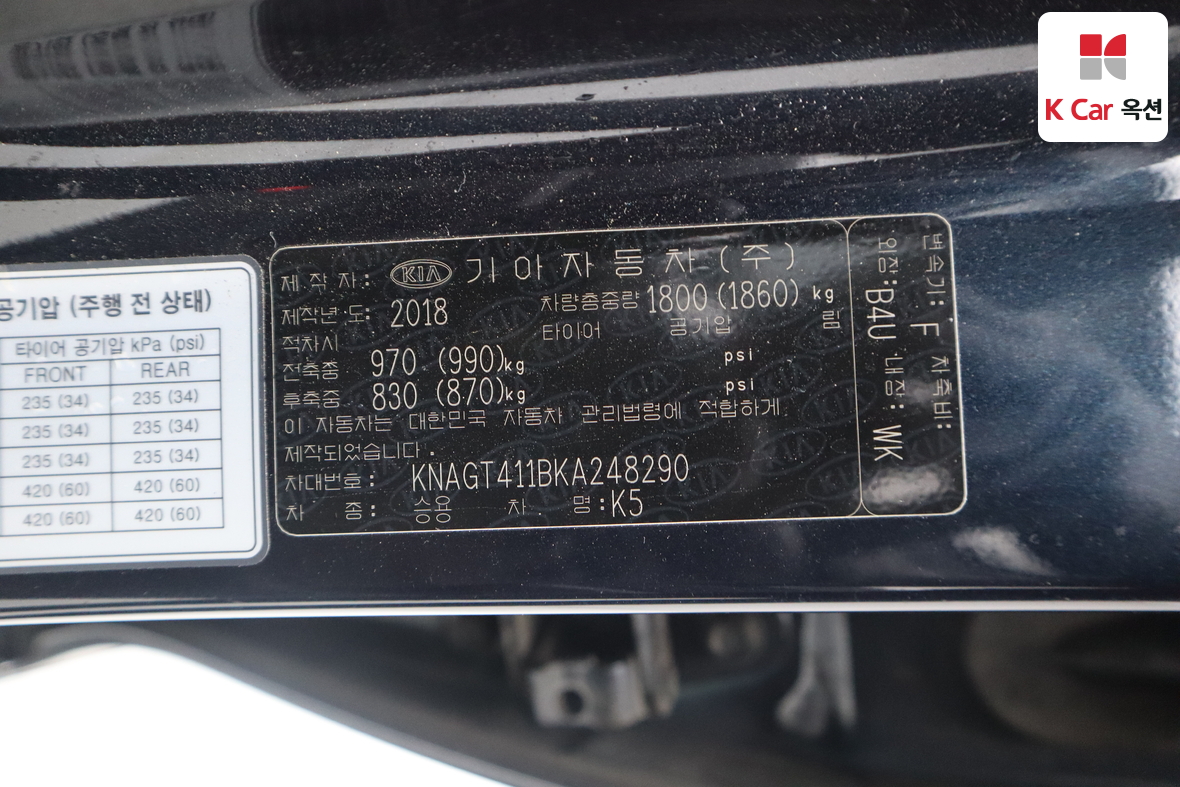 K Car 옥션
공기압 (주행 전 상태)
타이어 공기압 kPa (psi)
FRONT REAR
235 (34) 235 (34)
235 (34) 235 (34)
235 (34) 235 (34)
420 (60) 420 (60)
420 (60) 420 (60)
제 작 자: KIA 기아자동차(주)
제작년 도: 2018 차량총중량 1800 (1860) kg
적차시 타이어 공기압 림
전축중 970 (990)kg psi
후축중 830 (870)kg psi
이 자동차는 대한민국 자동차 관리법령에 적합하게
제작되었습니다.
차대번호: KNAGT411BKA248290
차 종: 승용 차 명:K5
변속기: F 차축비:
외장:B4U 내장: WK